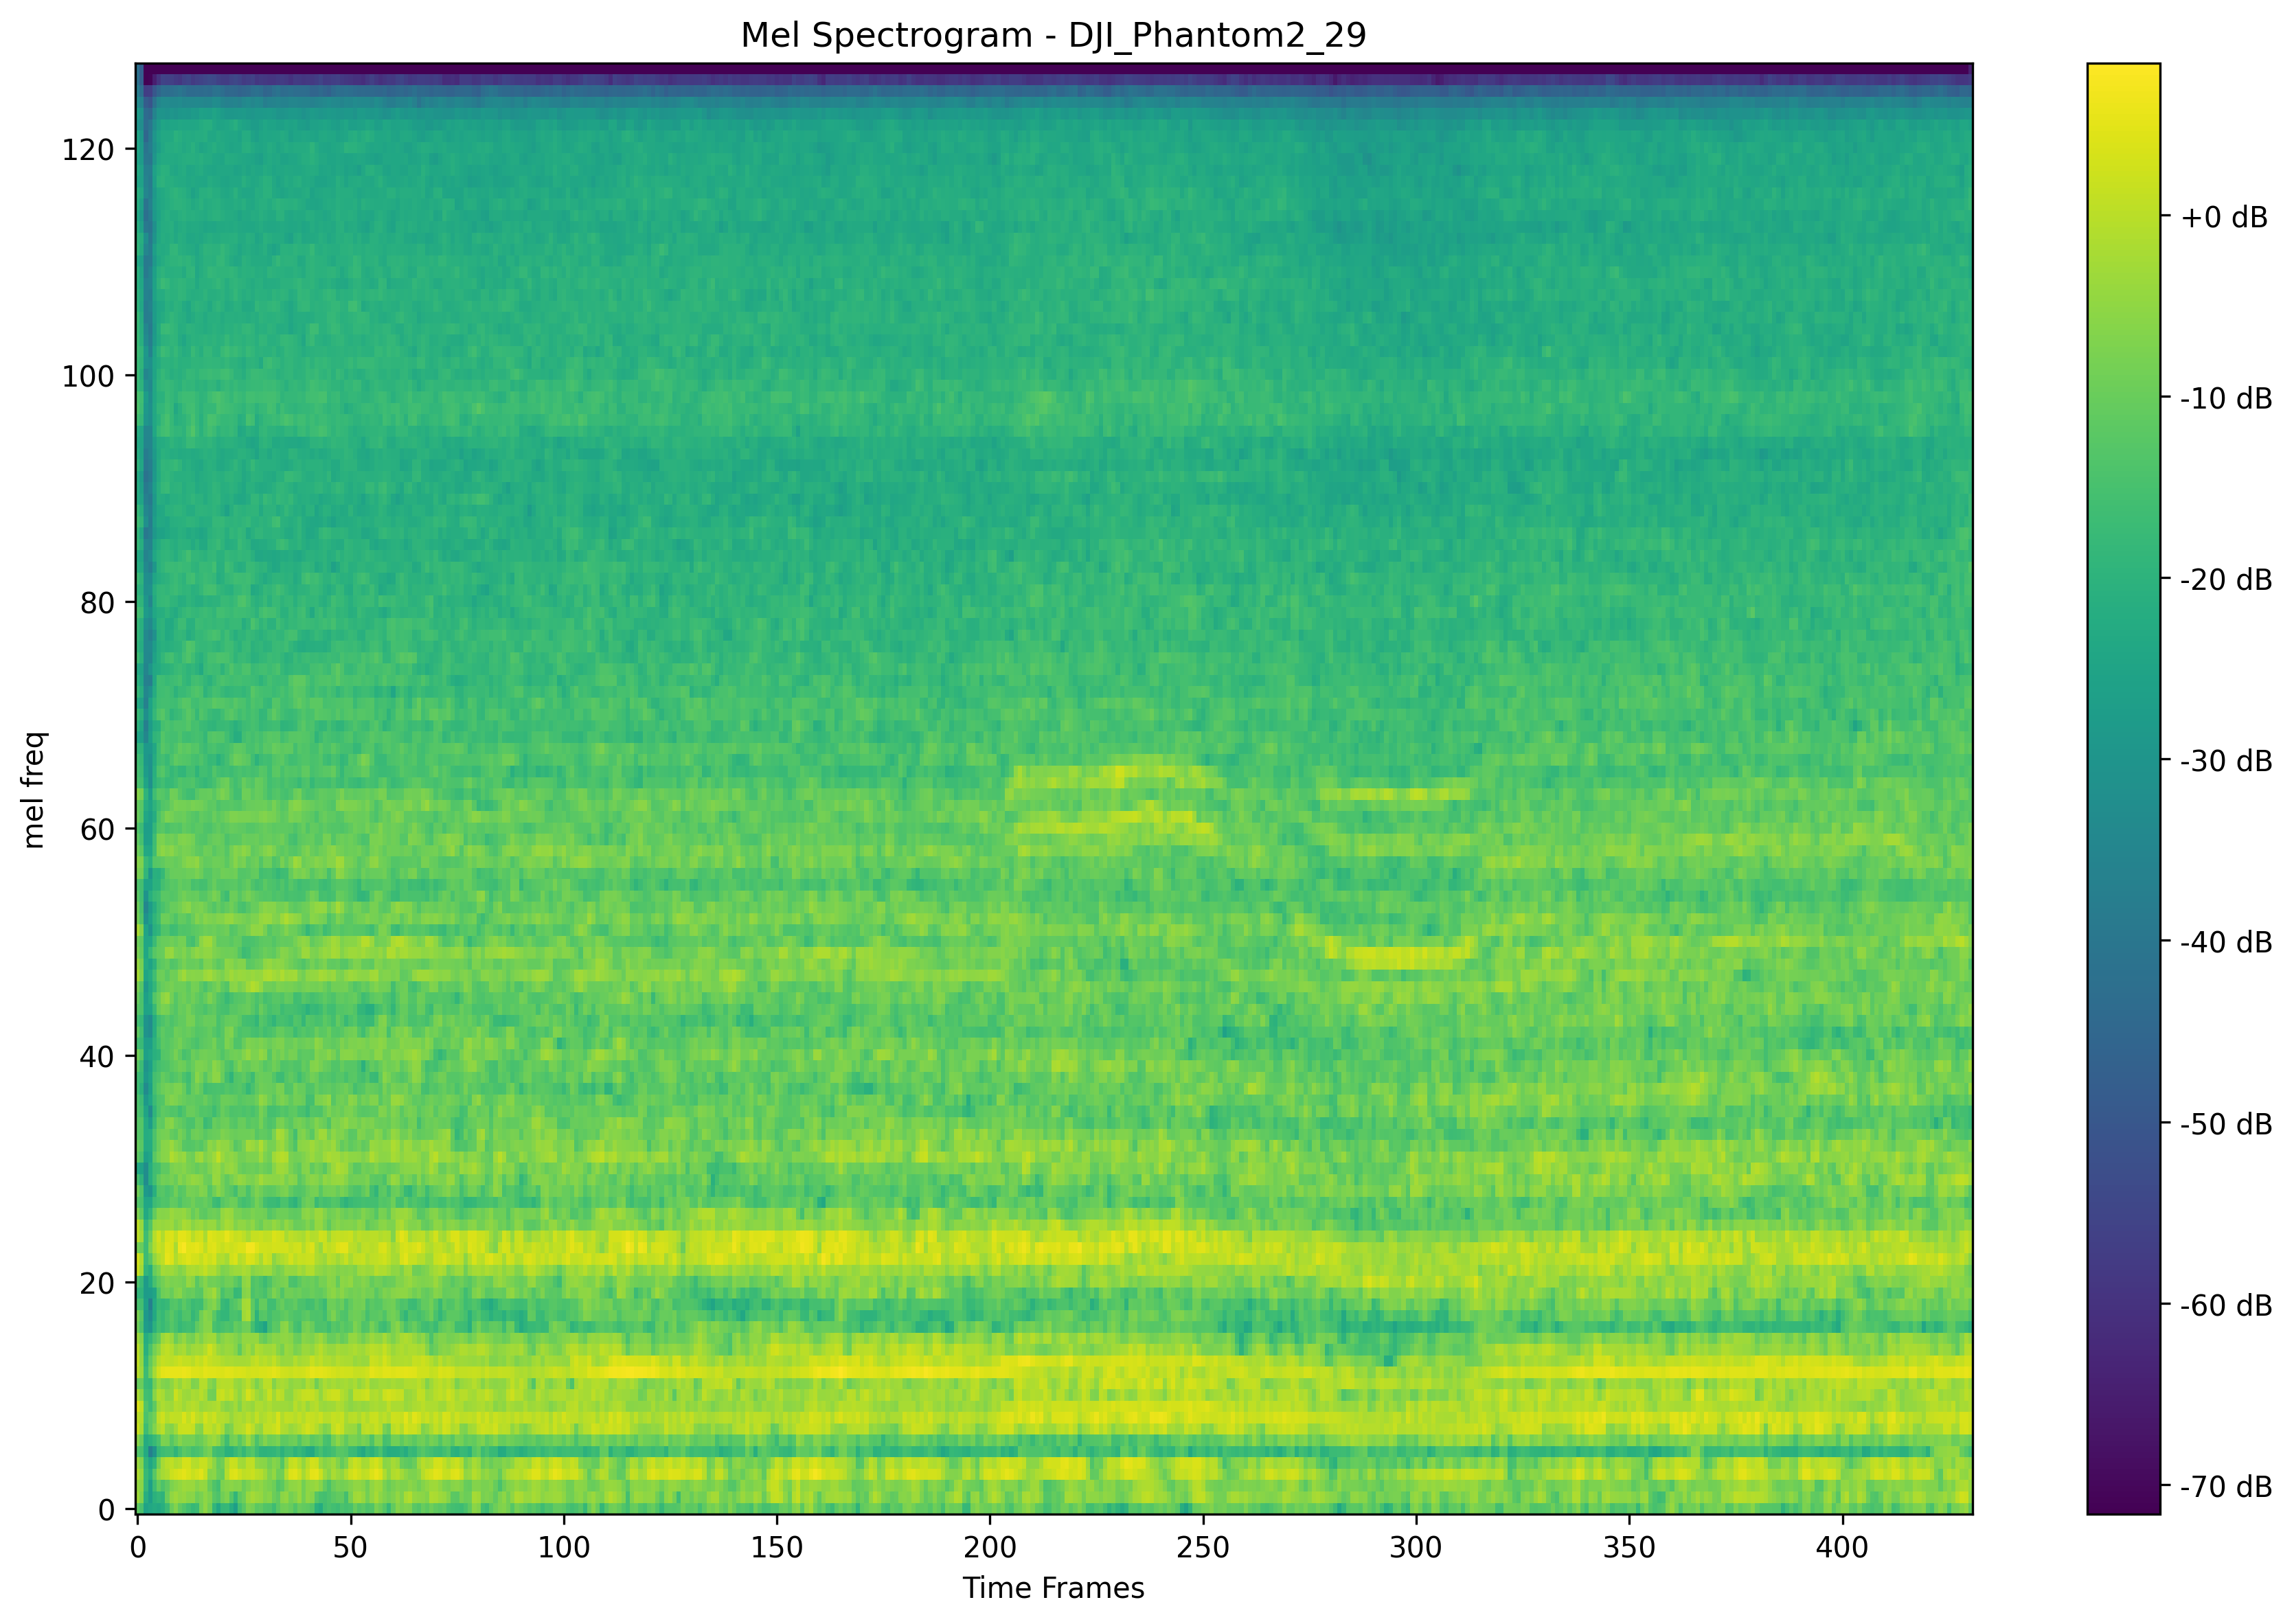 Mel Spectrogram - DJI_Phantom2_29
mel freq
120
100
80
60
40
20
0
0 50 100 150 200 250 300 350 400
Time Frames
+0 dB
-10 dB
-20 dB
-30 dB
-40 dB
-50 dB
-60 dB
-70 dB